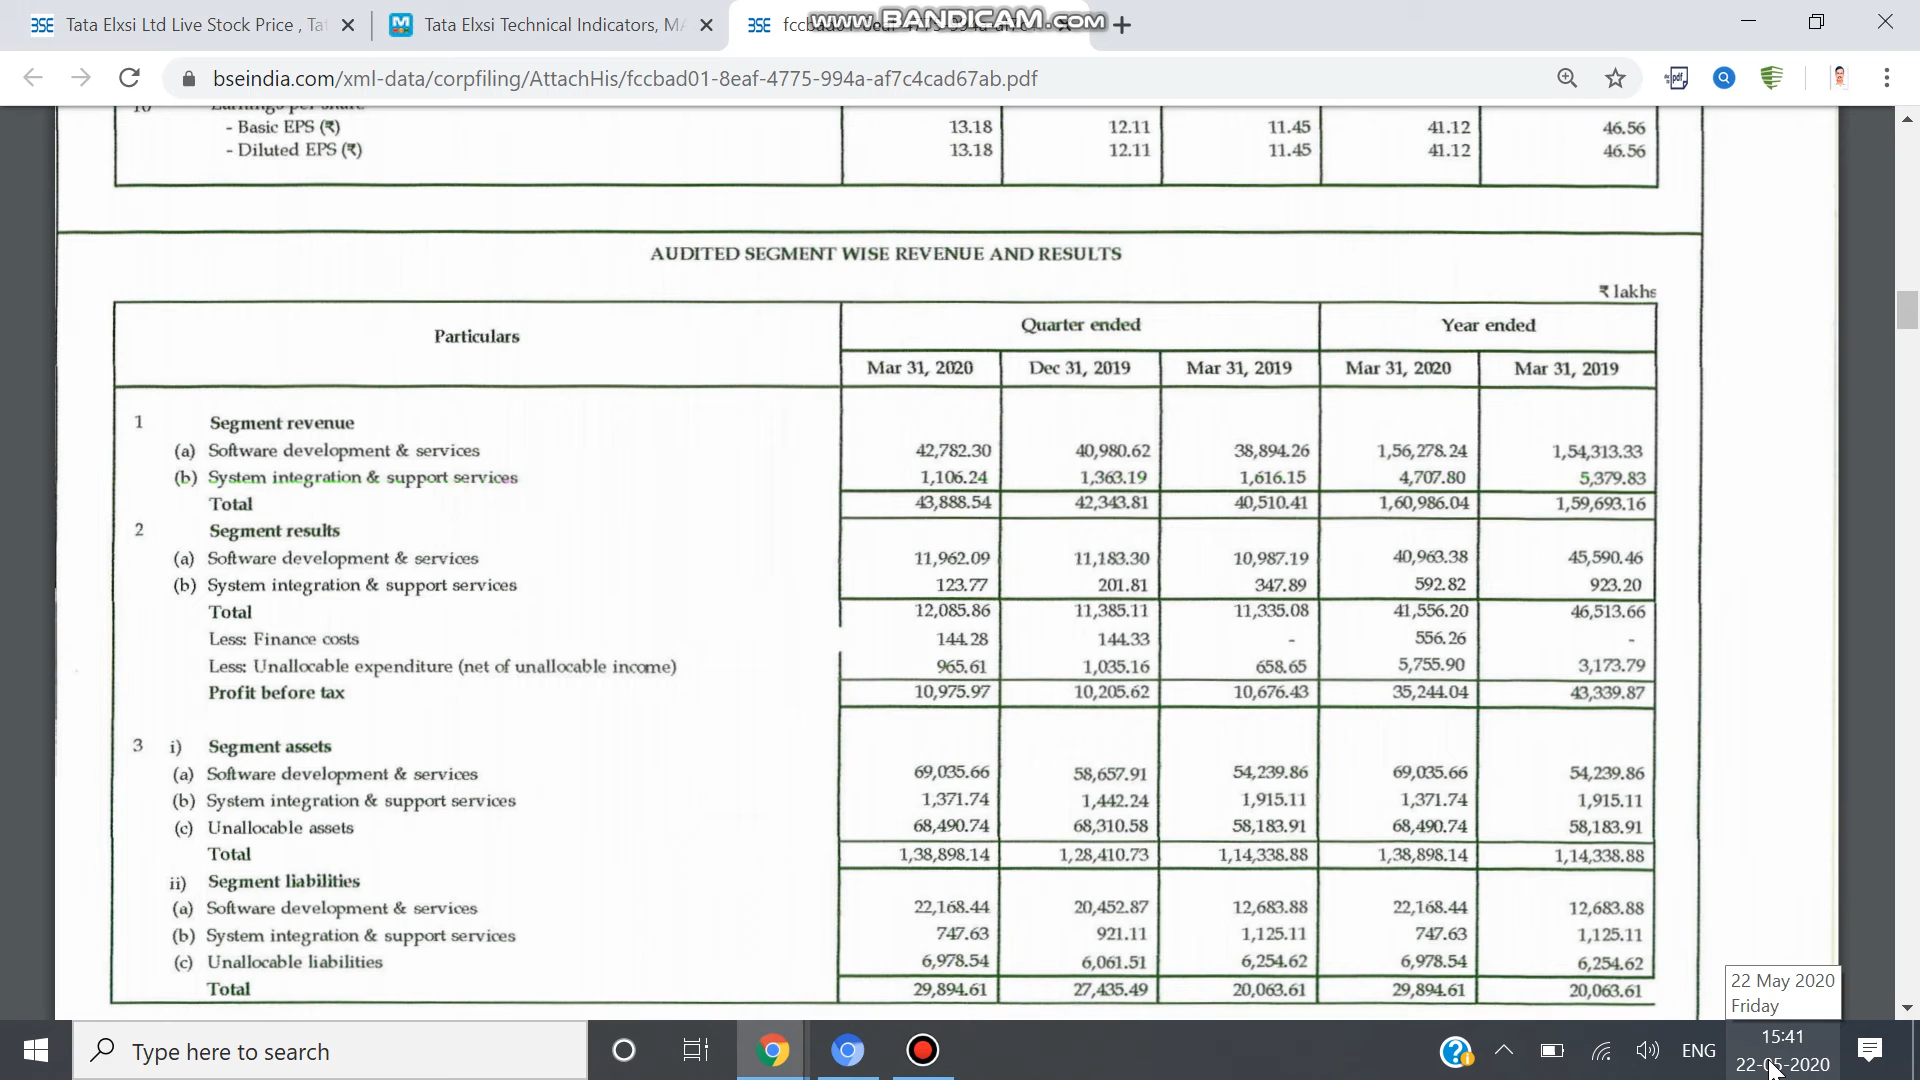 Tata Elxsi Ltd Live Stock Price , Tat
Tata Elxsi Technical Indicators, MA
WWW.BANDICAM.COM
bseindia.com/xml-data/corpfiling/AttachHis/fccbad01-8eaf-4775-994a-af7c4cad67ab.pdf
10 Earnings per share
- Basic EPS (₹) 13.18 12.11 11.45 41.12 46.56
- Diluted EPS (₹) 13.18 12.11 11.45 41.12 46.56
AUDITED SEGMENT WISE REVENUE AND RESULTS
₹ lakhs
Particulars Quarter ended Year ended
Mar 31, 2020 Dec 31, 2019 Mar 31, 2019 Mar 31, 2020 Mar 31, 2019
1 Segment revenue
(a) Software development & services 42,782.30 40,980.62 38,894.26 1,56,278.24 1,54,313.33
(b) System integration & support services 1,106.24 1,363.19 1,616.15 4,707.80 5,379.83
Total 43,888.54 42,343.81 40,510.41 1,60,986.04 1,59,693.16
2 Segment results
(a) Software development & services 11,962.09 11,183.30 10,987.19 40,963.38 45,590.46
(b) System integration & support services 123.77 201.81 347.89 592.82 923.20
Total 12,085.86 11,385.11 11,335.08 41,556.20 46,513.66
Less: Finance costs 144.28 144.33 - 556.26 -
Less: Unallocable expenditure (net of unallocable income) 965.61 1,035.16 658.65 5,755.90 3,173.79
Profit before tax 10,975.97 10,205.62 10,676.43 35,244.04 43,339.87
3 i) Segment assets
(a) Software development & services 69,035.66 58,657.91 54,239.86 69,035.66 54,239.86
(b) System integration & support services 1,371.74 1,442.24 1,915.11 1,371.74 1,915.11
(c) Unallocable assets 68,490.74 68,310.58 58,183.91 68,490.74 58,183.91
Total 1,38,898.14 1,28,410.73 1,14,338.88 1,38,898.14 1,14,338.88
ii) Segment liabilities
(a) Software development & services 22,168.44 20,452.87 12,683.88 22,168.44 12,683.88
(b) System integration & support services 747.63 921.11 1,125.11 747.63 1,125.11
(c) Unallocable liabilities 6,978.54 6,061.51 6,254.62 6,978.54 6,254.62
Total 29,894.61 27,435.49 20,063.61 29,894.61 20,063.61
22 May 2020
Friday
Type here to search
ENG
15:41
22-05-2020